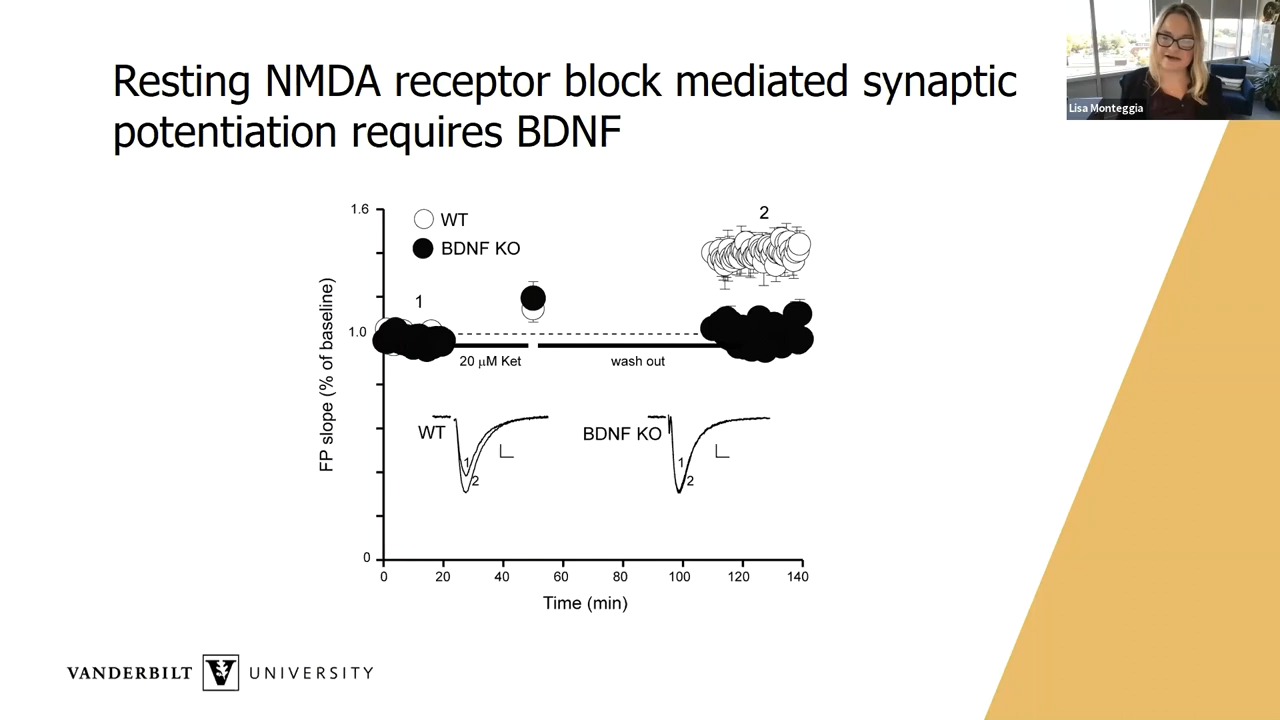 Resting NMDA receptor block mediated synaptic
potentiation requires BDNF
Lisa Monteggia
1.6
WT
BDNF KO
2
1
1.0
20 μM Ket
wash out
FP slope (% of baseline)
WT
1
2
BDNF KO
1
2
0
0
20
40
60
80
100
120
140
Time (min)
VANDERBILT V UNIVERSITY